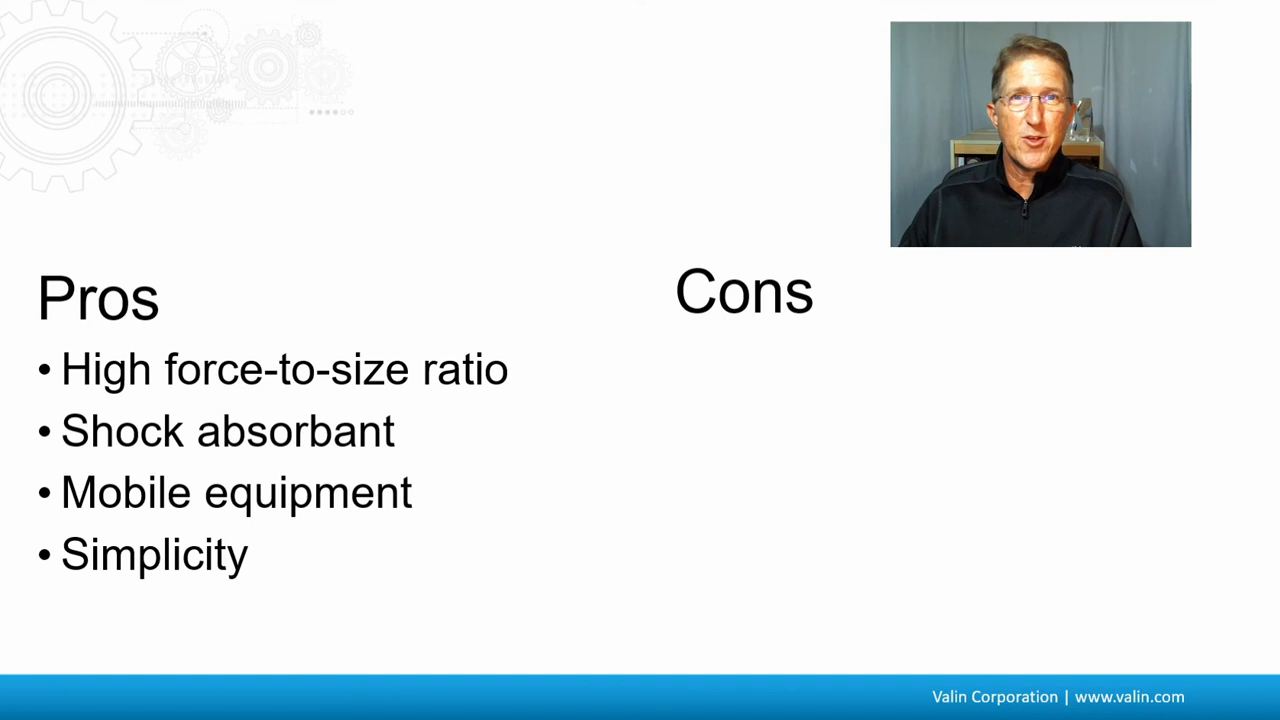 Pros
• High force-to-size ratio
• Shock absorbant
• Mobile equipment
• Simplicity
Cons
Valin Corporation | www.valin.com